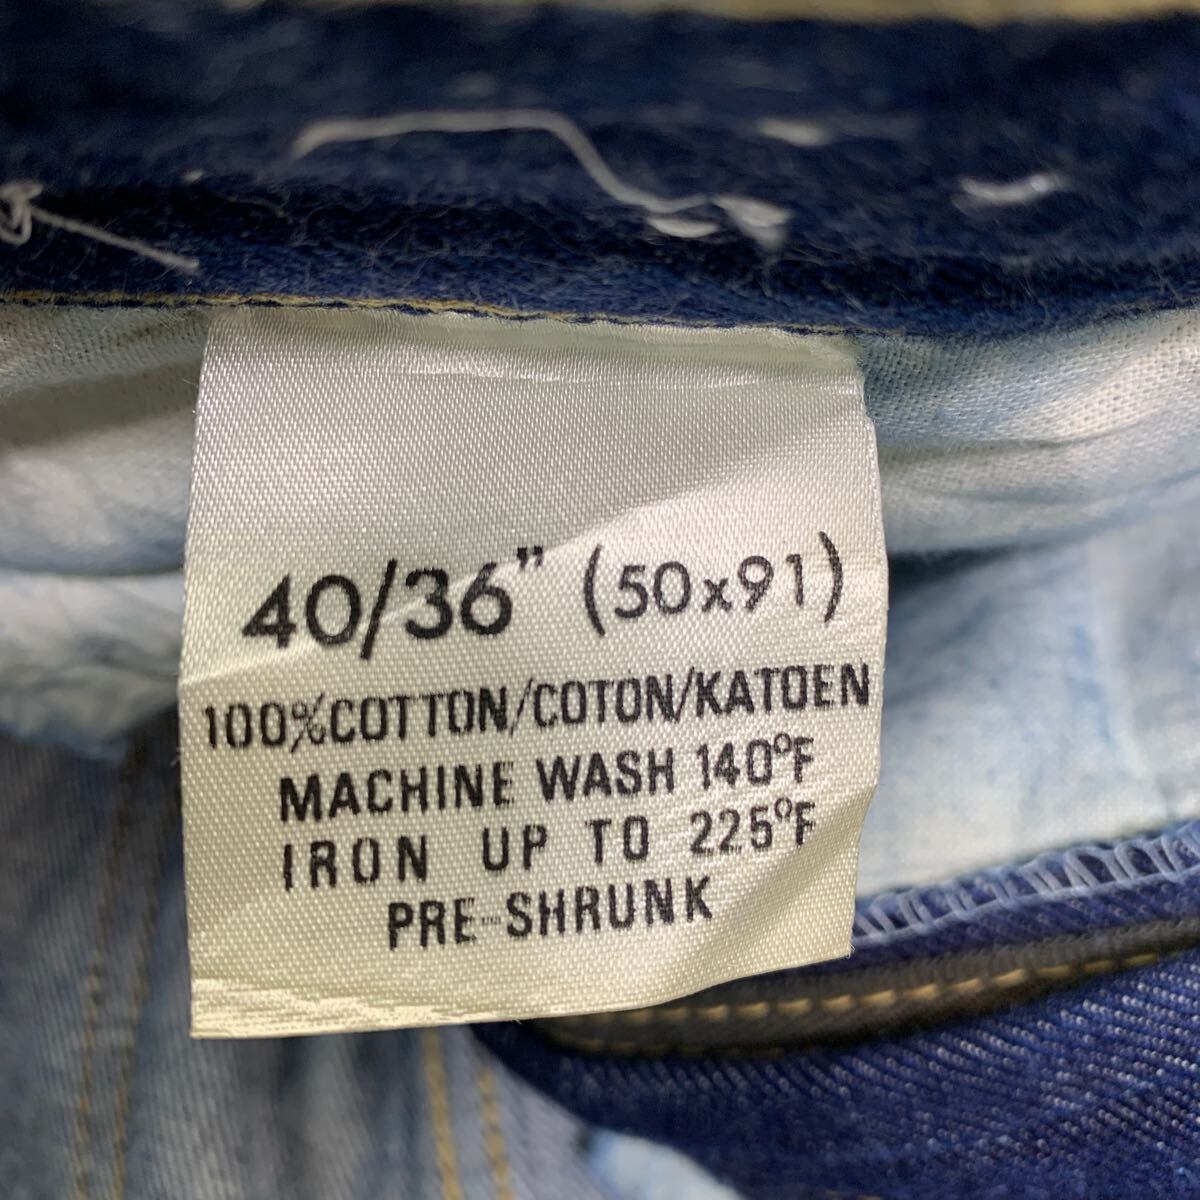 40/36” (50x91)
100%COTTON/COTON/KATOEN
MACHINE WASH 140°F
IRON UP TO 225°F
PRE-SHRUNK